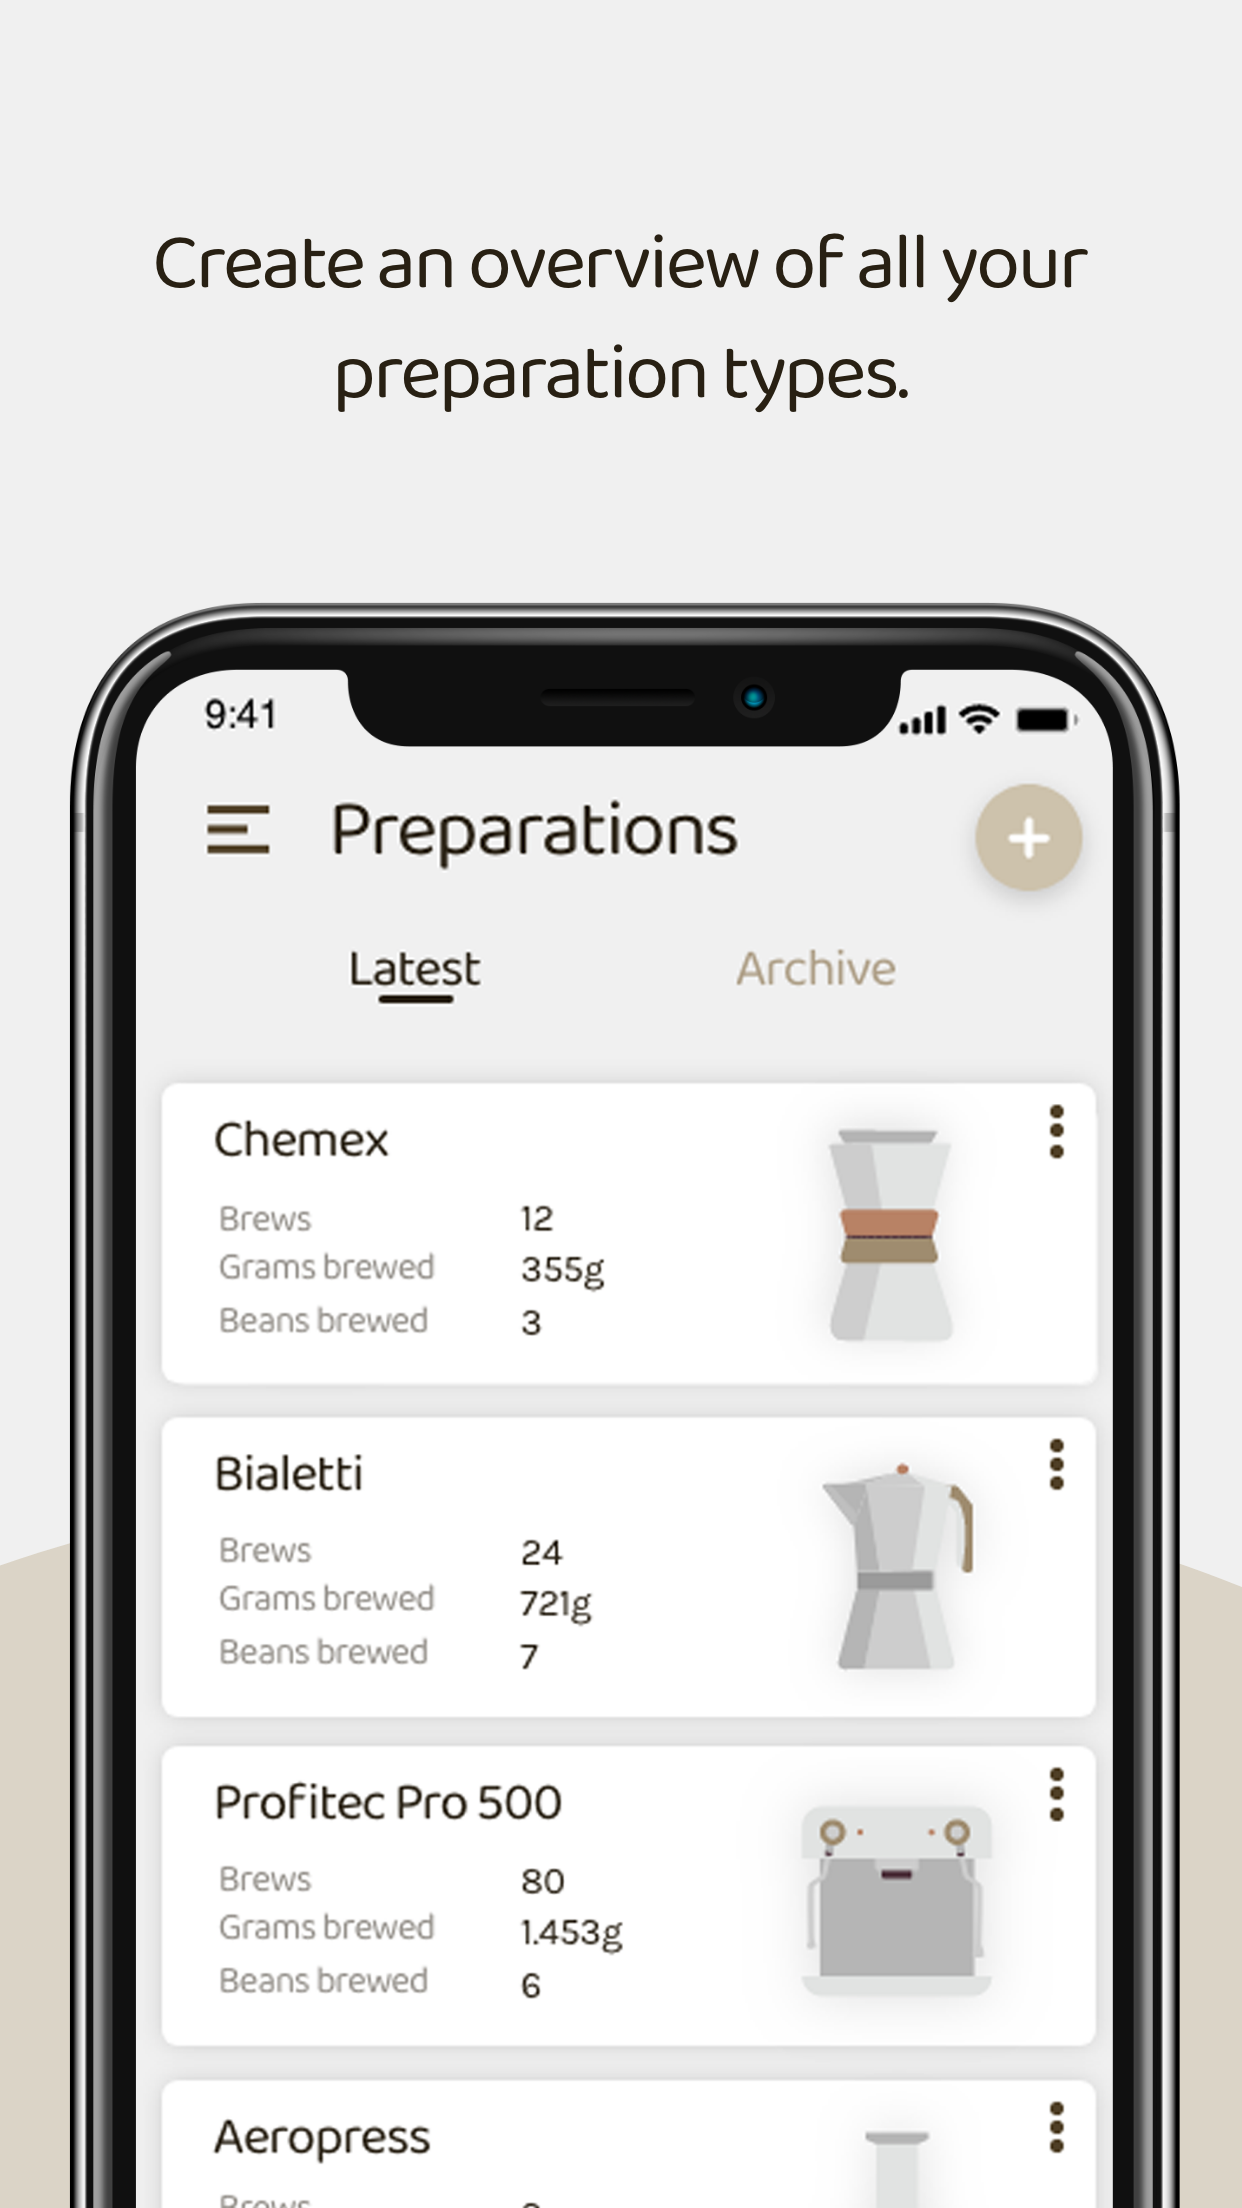 Create an overview of all your
preparation types.
9:41
Preparations
Latest Archive
Chemex
Brews 12
Grams brewed 355g
Beans brewed 3
Bialetti
Brews 24
Grams brewed 721g
Beans brewed 7
Profitec Pro 500
Brews 80
Grams brewed 1.453g
Beans brewed 6
Aeropress
Brews